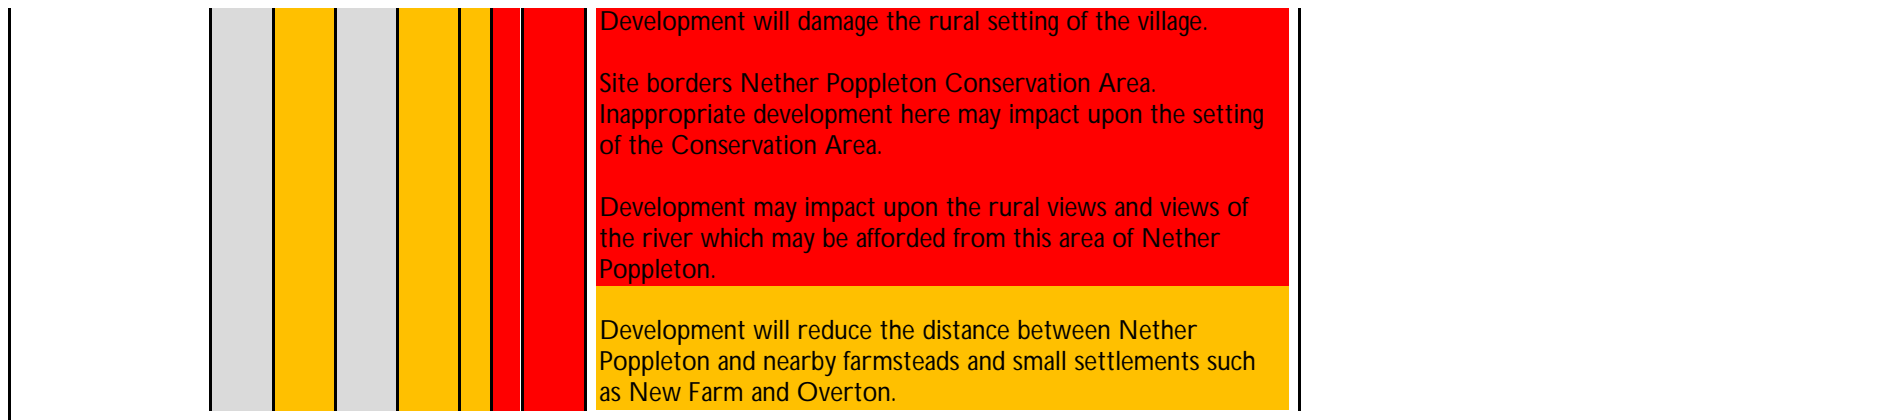 Development will damage the rural setting of the village.
Site borders Nether Poppleton Conservation Area.
Inappropriate development here may impact upon the setting
of the Conservation Area.
Development may impact upon the rural views and views of
the river which may be afforded from this area of Nether
Poppleton.
Development will reduce the distance between Nether
Poppleton and nearby farmsteads and small settlements such
as New Farm and Overton.